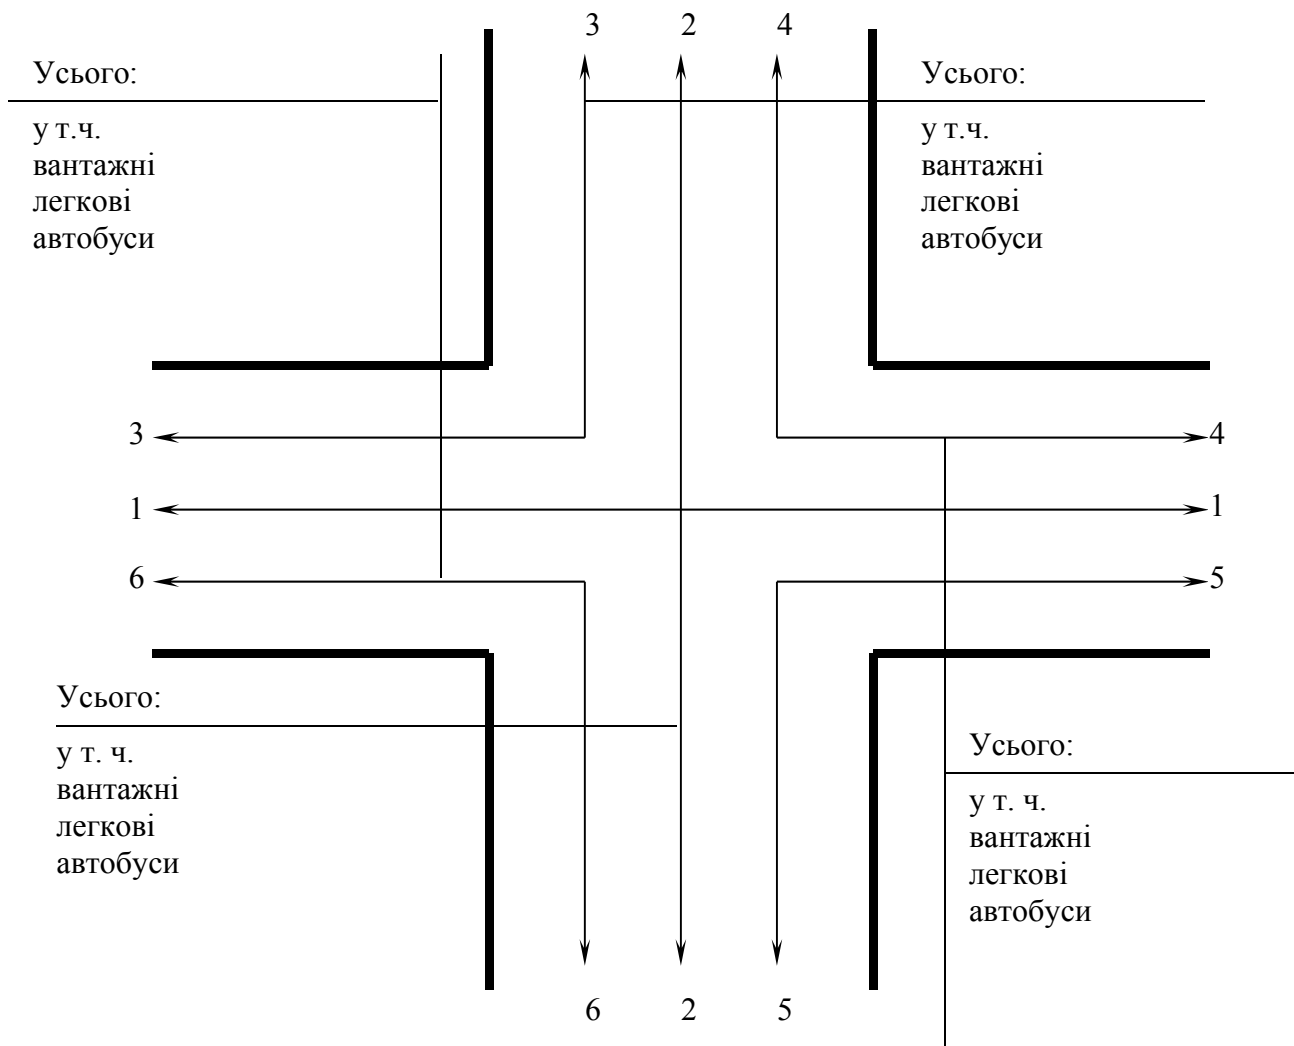 3 2 4
Усього:
у т.ч.
вантажні
легкові
автобуси
Усього:
у т.ч.
вантажні
легкові
автобуси
3
4
1
1
6
5
Усього:
у т. ч.
вантажні
легкові
автобуси
Усього:
у т. ч.
вантажні
легкові
автобуси
6 2 5